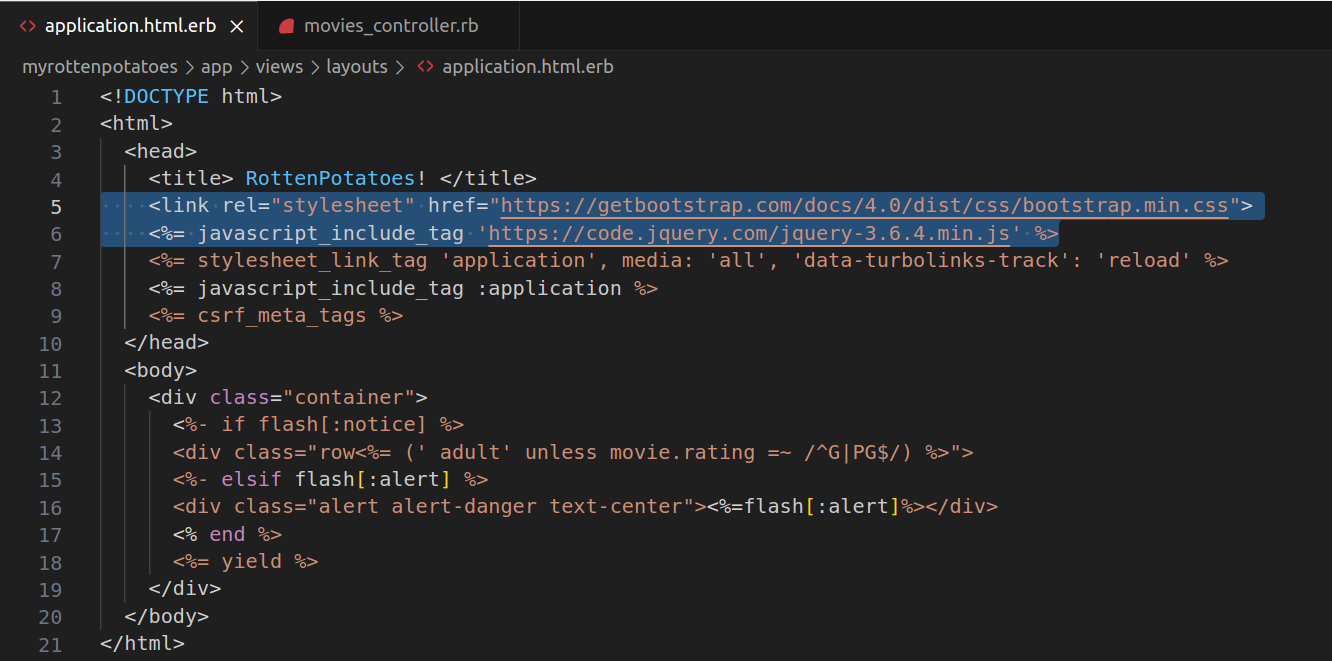 application.html.erb movies_controller.rb
myrottenpotatoes > app > views > layouts > application.html.erb
1 <!DOCTYPE html>
2 <html>
3 <head>
4 <title> RottenPotatoes! </title>
5 <link rel="stylesheet" href="https://getbootstrap.com/docs/4.0/dist/css/bootstrap.min.css">
6 <%= javascript_include_tag 'https://code.jquery.com/jquery-3.6.4.min.js' %>
7 <%= stylesheet_link_tag 'application', media: 'all', 'data-turbolinks-track': 'reload' %>
8 <%= javascript_include_tag :application %>
9 <%= csrf_meta_tags %>
10 </head>
11 <body>
12 <div class="container">
13 <%- if flash[:notice] %>
14 <div class="row<%= (' adult' unless movie.rating =~ /^G|PG$/) %>">
15 <%- elsif flash[:alert] %>
16 <div class="alert alert-danger text-center"><%=flash[:alert]%></div>
17 <% end %>
18 <%= yield %>
19 </div>
20 </body>
21 </html>